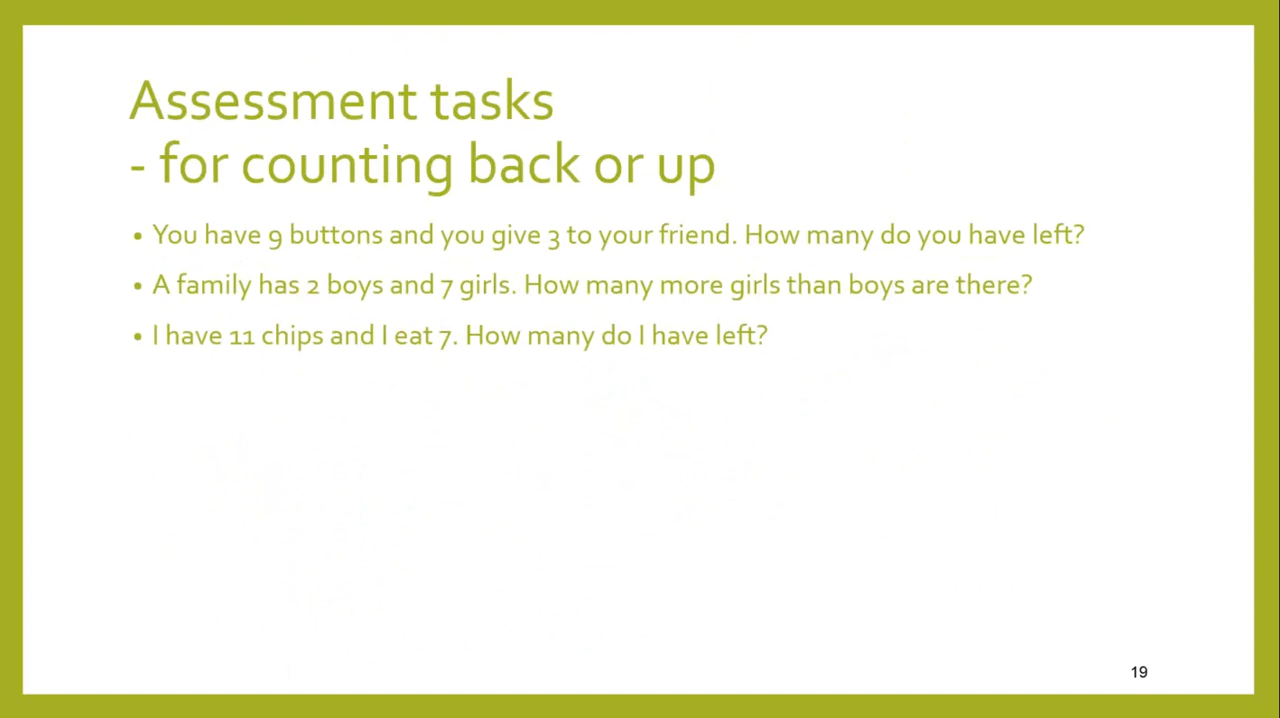 Assessment tasks
- for counting back or up
• You have 9 buttons and you give 3 to your friend. How many do you have left?
• A family has 2 boys and 7 girls. How many more girls than boys are there?
• I have 11 chips and I eat 7. How many do I have left?
19